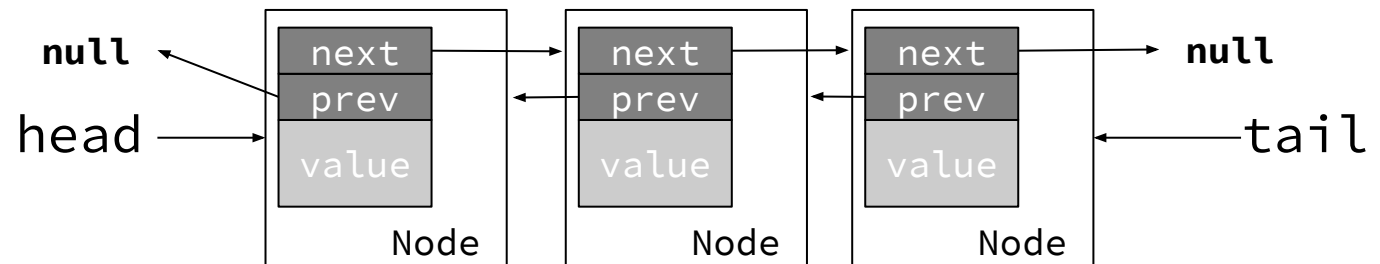 null next next next null
prev prev prev
head value value value tail
Node Node Node